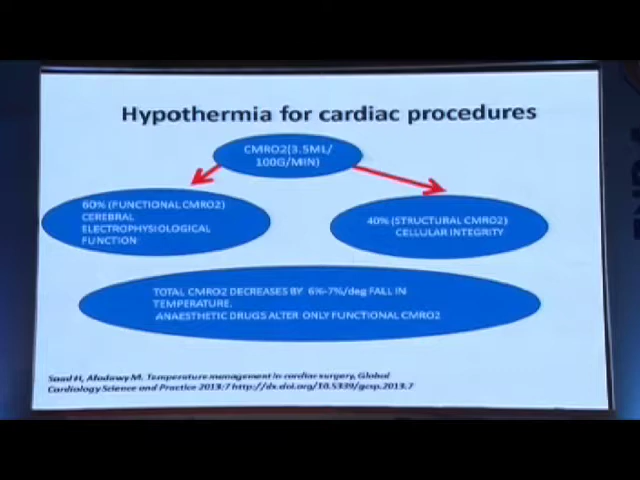 Hypothermia for cardiac procedures
CMRO2(3.5ML/
100G/MIN)
60% (FUNCTIONAL CMRO2)
CEREBRAL
ELECTROPHYSIOLOGICAL
FUNCTION
40% (STRUCTURAL CMRO2)
CELLULAR INTEGRITY
TOTAL CMRO2 DECREASES BY 6%-7%/deg FALL IN
TEMPERATURE.
ANAESTHETIC DRUGS ALTER ONLY FUNCTIONAL CMRO2
Saad H, Aladawy M. Temperature management in cardiac surgery, Global
Cardiology Science and Practice 2013:7 http://dx.doi.org/10.5339/gcsp.2013.7